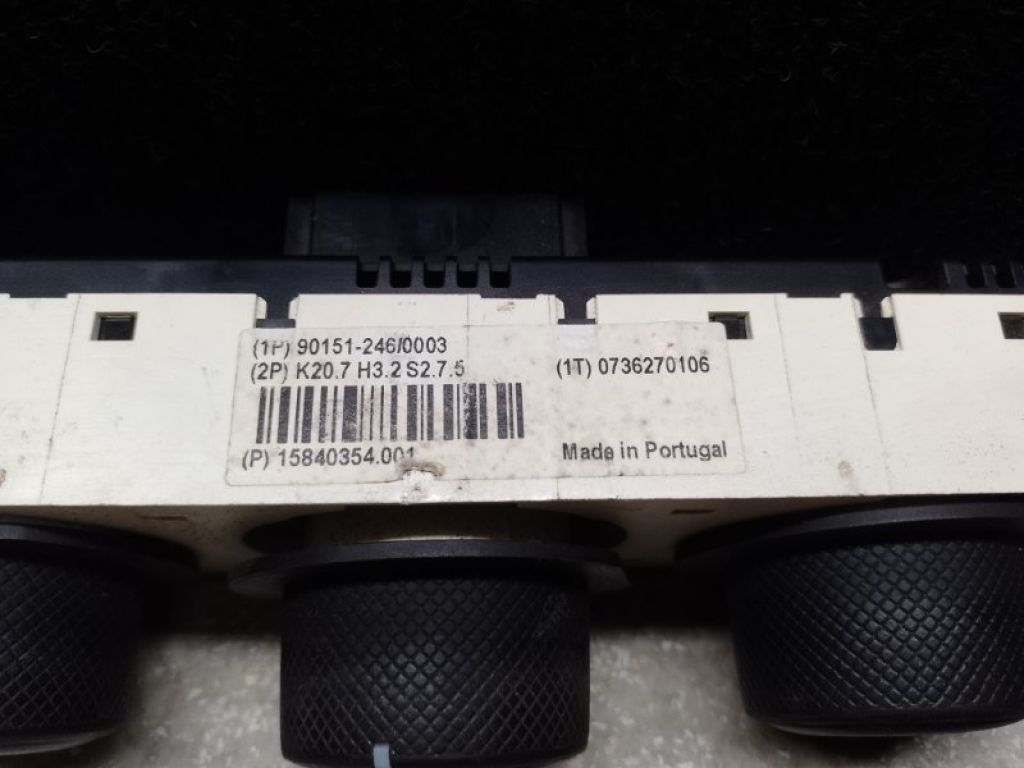 (1P) 90151-246/0003
(2P) K20.7 H3.2 S2.7.5
(1T) 0736270106
(P) 15840354.001
Made in Portugal